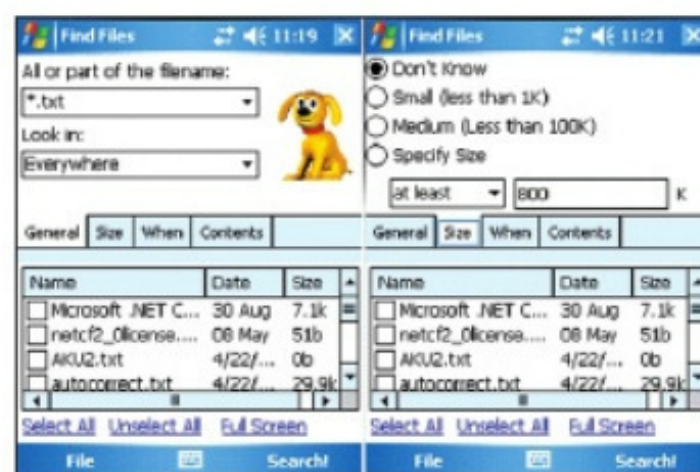 Find Files 11:19
All or part of the filename:
*.txt
Look in:
Everywhere
General Size When Contents
Name Date Size
Microsoft .NET C... 30 Aug 7.1k
netcf2_0license.... 08 May 51b
AKU2.txt 4/22/... 0b
autocorrect.txt 4/22/... 29.9k
Select All Unselect All Full Screen
File Search!
Find Files 11:21
Don't Know
Small (less than 1K)
Medium (Less than 100K)
Specify Size
at least 800 K
General Size When Contents
Name Date Size
Microsoft .NET C... 30 Aug 7.1k
netcf2_0license.... 08 May 51b
AKU2.txt 4/22/... 0b
autocorrect.txt 4/22/... 29.9k
Select All Unselect All Full Screen
File Search!